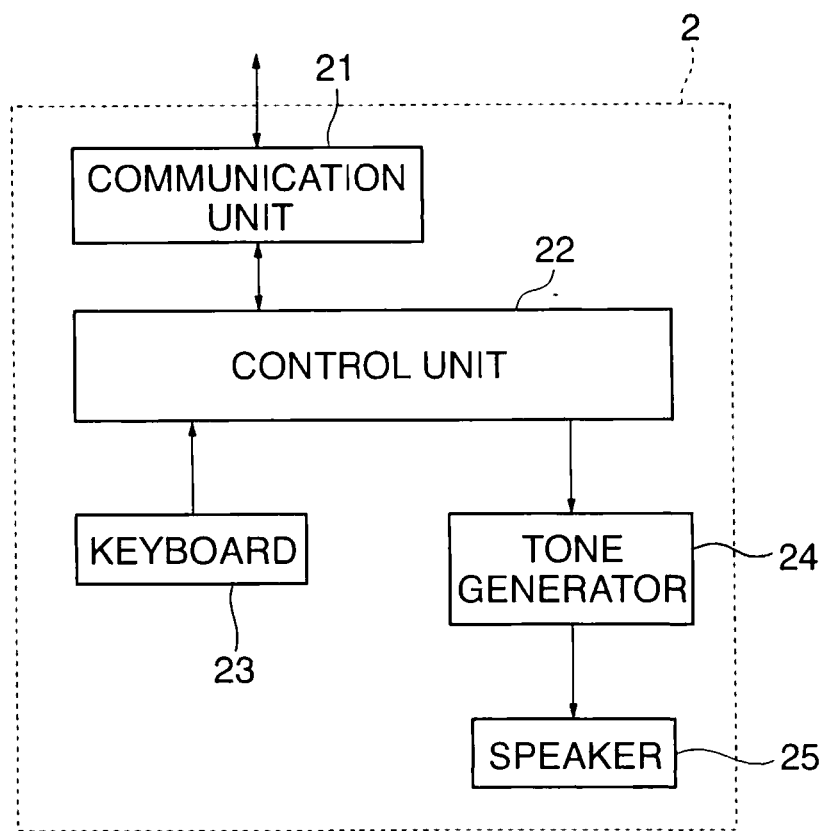 2
21
COMMUNICATION
UNIT
22
CONTROL UNIT
KEYBOARD
23
TONE
GENERATOR
24
SPEAKER
25